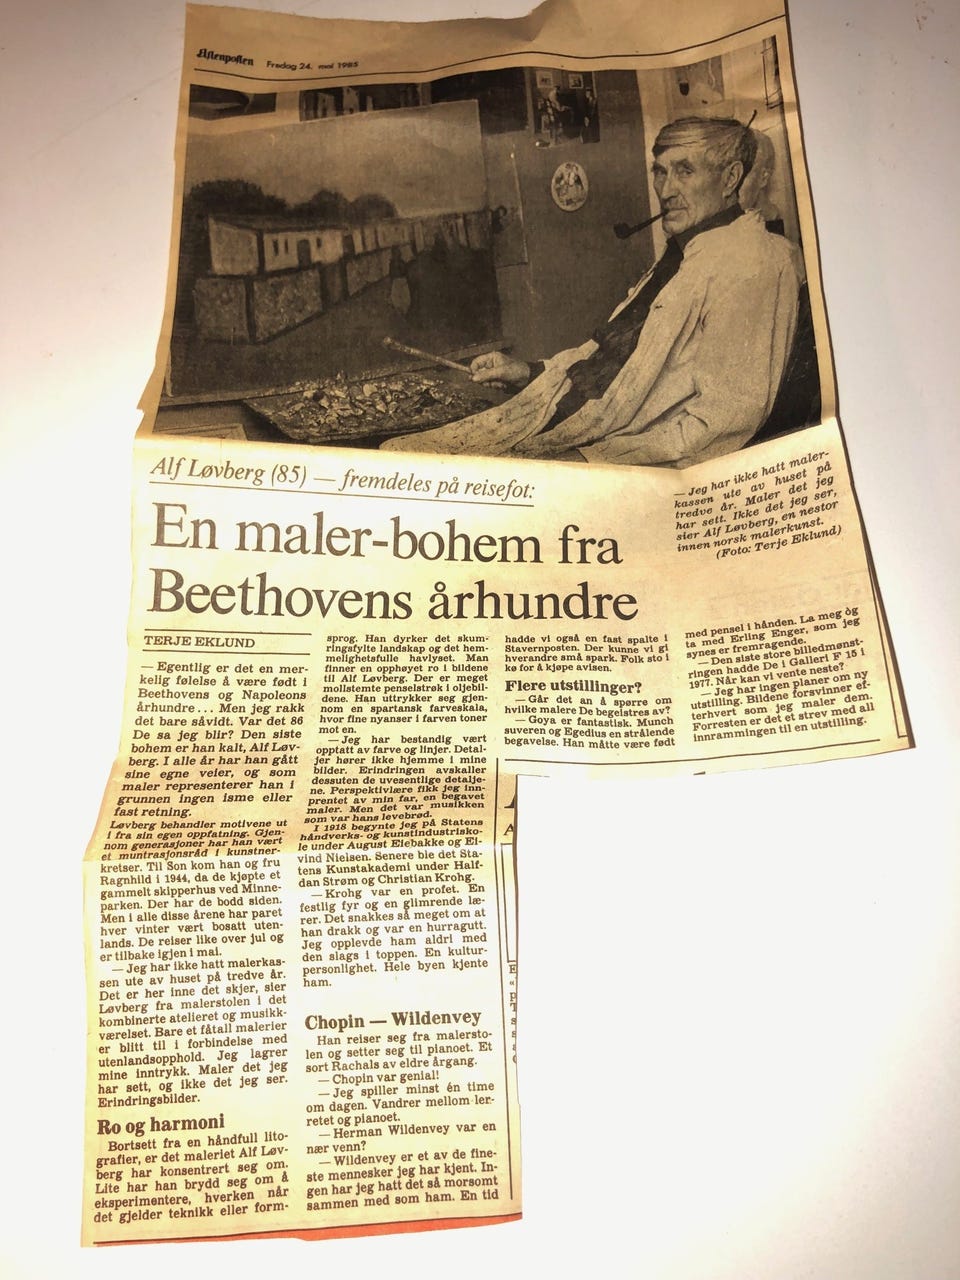 Aftenposten Fredag 24. mai 1985
Alf Løvberg (85) — fremdeles på reisefot:
En maler-bohem fra
Beethovens århundre
— Jeg har ikke hatt maler-
kassen ute av huset på
tredve år. Maler det jeg
har sett. Ikke det jeg ser,
sier Alf Løvberg, en nestor
innen norsk malerkunst.
(Foto: Terje Eklund)
TERJE EKLUND
— Egentlig er det en mer-
kelig følelse å være født i
Beethovens og Napoleons
århundre... Men jeg rakk
det bare såvidt. Var det 86
De sa jeg blir? Den siste
bohem er han kalt, Alf Løv-
berg. I alle år har han gått
sine egne veier, og som
maler representerer han i
grunnen ingen isme eller
fast retning.
Løvberg behandler motivene ut
i fra sin egen oppfatning. Gjen-
nom generasjoner har han vært
et muntrasjonsråd i kunstner-
kretser. Til Son kom han og fru
Ragnhild i 1944, da de kjøpte et
gammelt skipperhus ved Minne-
parken. Der har de bodd siden.
Men i alle disse årene har paret
hver vinter vært bosatt uten-
lands. De reiser like over jul og
er tilbake igjen i mai.
— Jeg har ikke hatt malerkas-
sen ute av huset på tredve år.
Det er her inne det skjer, sier
Løvberg fra malerstolen i det
kombinerte atelieret og musikk-
værelset. Bare et fåtall malerier
er blitt til i forbindelse med
utenlandsopphold. Jeg lagrer
mine inntrykk. Maler det jeg
har sett, og ikke det jeg ser.
Erindringsbilder.
Ro og harmoni
Bortsett fra en håndfull lito-
grafier, er det maleriet Alf Løv-
berg har konsentrert seg om.
Lite har han brydd seg om å
eksperimentere, hverken når
det gjelder teknikk eller form-
sprog. Han dyrker det skum-
ringsfylte landskap og det hem-
melighetsfulle havlyset. Man
finner en opphøyet ro i bildene
til Alf Løvberg. Der er meget
mollstemte penselstrøk i oljebil-
dene. Han uttrykker seg gjen-
nom en spartansk farveskala,
hvor fine nyanser i farven toner
mot en.
— Jeg har bestandig vært
opptatt av farve og linjer. Detal-
jer hører ikke hjemme i mine
bilder. Erindringen avskaller
dessuten de uvesentlige detalje-
ne. Perspektivlære fikk jeg inn-
prentet av min far, en begavet
maler. Men det var musikken
som var hans levebrød.
I 1918 begynte jeg på Statens
håndverks- og kunstindustrisko-
le under August Eiebakke og Ei-
vind Nielsen. Senere ble det Sta-
tens Kunstakademi under Half-
dan Strøm og Christian Krohg.
— Krohg var en profet. En
festlig fyr og en glimrende læ-
rer. Det snakkes så meget om at
han drakk og var en hurragutt.
Jeg opplevde ham aldri med
den slags i toppen. En kultur-
personlighet. Hele byen kjente
ham.
Chopin — Wildenvey
Han reiser seg fra malersto-
len og setter seg til pianoet. Et
sort Rachals av eldre årgang.
— Chopin var genial!
— Jeg spiller minst én time
om dagen. Vandrer mellom ler-
retet og pianoet.
— Herman Wildenvey var en
nær venn?
— Wildenvey er et av de fine-
ste mennesker jeg har kjent. In-
gen har jeg hatt det så morsomt
sammen med som ham. En tid
hadde vi også en fast spalte i
Stavernposten. Der kunne vi gi
hverandre små spark. Folk sto i
kø for å kjøpe avisen.
Flere utstillinger?
— Går det an å spørre om
hvilke malere De begeistres av?
— Goya er fantastisk. Munch
suveren og Egedius en strålende
begavelse. Han måtte være født
med pensel i hånden. La meg òg
ta med Erling Enger, som jeg
synes er fremragende.
— Den siste store billedmønst-
ringen hadde De i Galleri F 15 i
1977. Når kan vi vente neste?
— Jeg har ingen planer om ny
utstilling. Bildene forsvinner ef-
terhvert som jeg maler dem.
Forresten er det et strev med all
innrammingen til en utstilling.